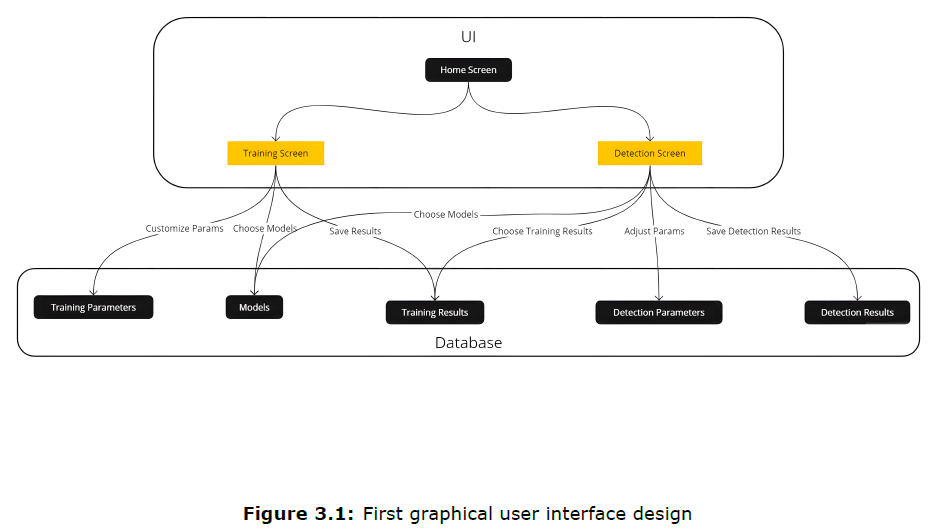 UI
Home Screen
Training Screen
Detection Screen
Choose Models
Customize Params
Choose Models
Save Results
Choose Training Results
Adjust Params
Save Detection Results
Training Parameters
Models
Training Results
Detection Parameters
Detection Results
Database
Figure 3.1: First graphical user interface design